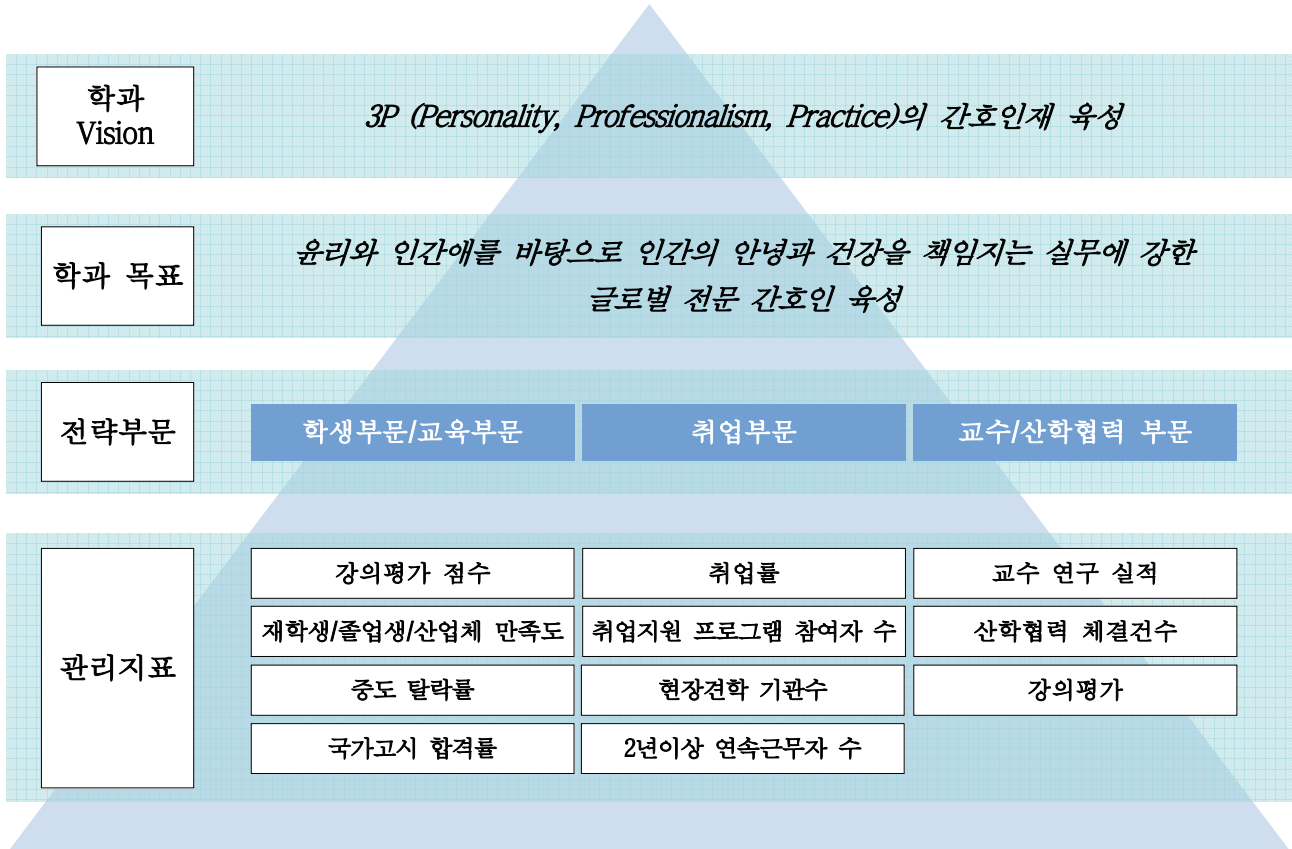 학과
Vision
3P (Personality, Professionalism, Practice)의 간호인재 육성
학과 목표
윤리와 인간애를 바탕으로 인간의 안녕과 건강을 책임지는 실무에 강한
글로벌 전문 간호인 육성
전략부문
학생부문/교육부문
취업부문
교수/산학협력 부문
관리지표
강의평가 점수
취업률
교수 연구 실적
재학생/졸업생/산업체 만족도
취업지원 프로그램 참여자 수
산학협력 체결건수
중도 탈락률
현장견학 기관수
강의평가
국가고시 합격률
2년이상 연속근무자 수